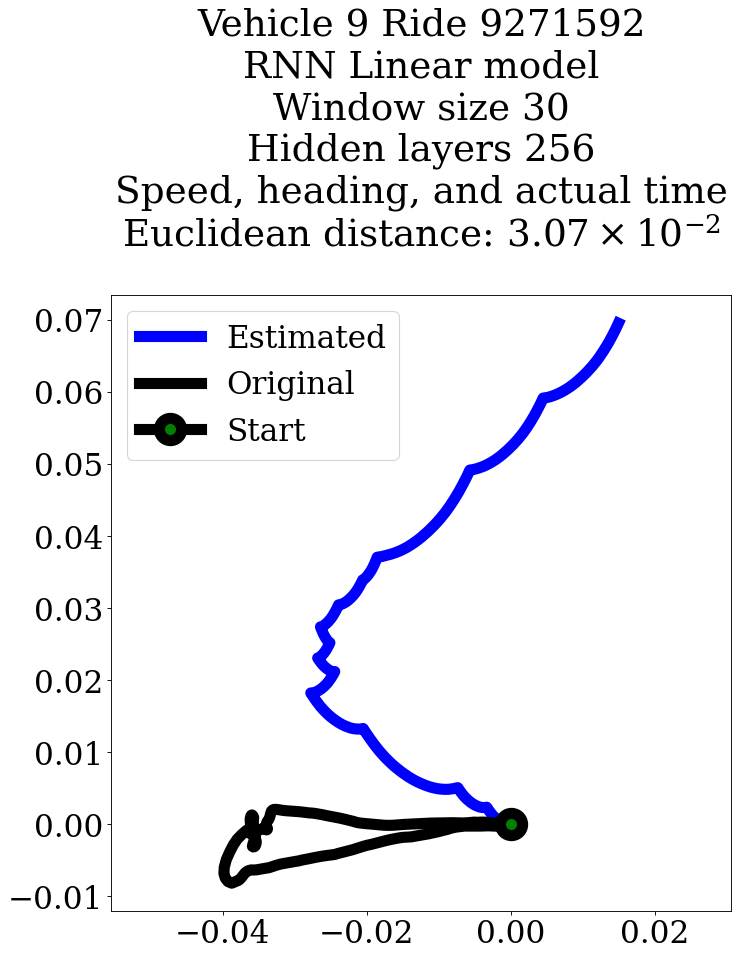 Vehicle 9 Ride 9271592
RNN Linear model
Window size 30
Hidden layers 256
Speed, heading, and actual time
Euclidean distance: 3.07 × 10⁻²
Estimated
Original
Start
0.07
0.06
0.05
0.04
0.03
0.02
0.01
0.00
−0.01
−0.04
−0.02
0.00
0.02